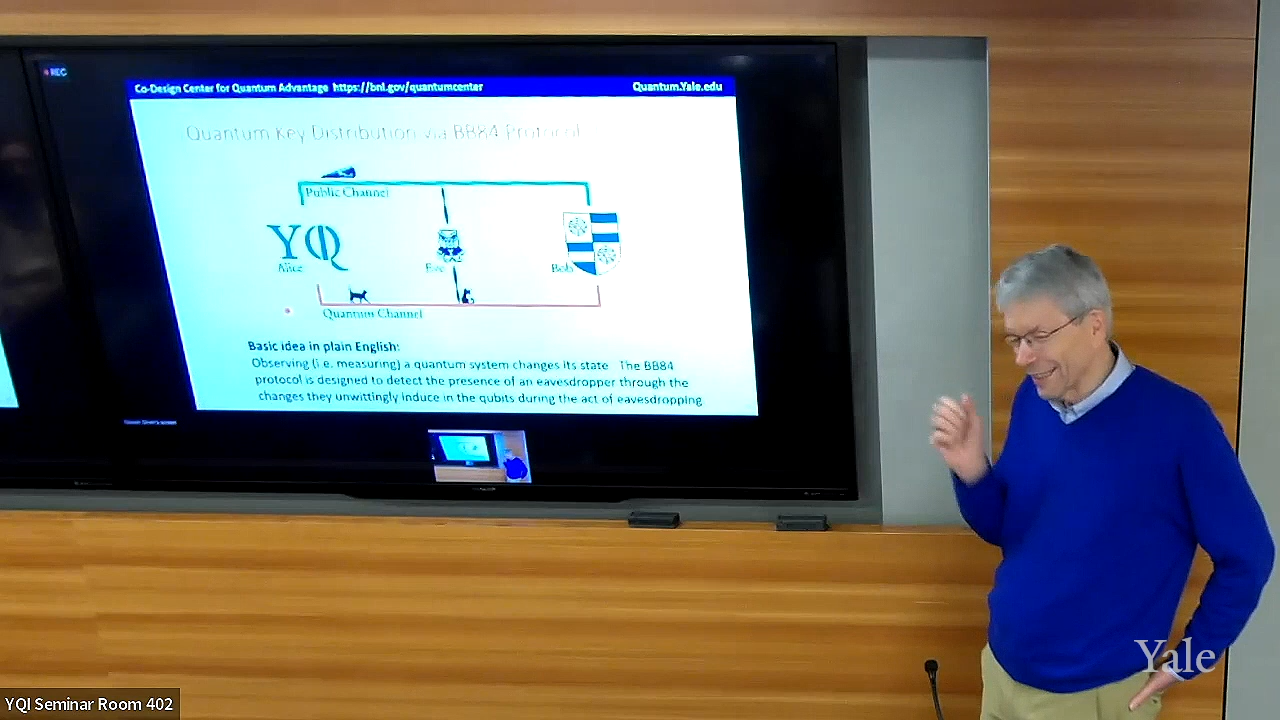 REC
Co-Design Center for Quantum Advantage https://bnl.gov/quantumcenter
Quantum.Yale.edu
Quantum Key Distribution via BB84 Protocol
Public Channel
YQI
Alice
Eve
Bob
Quantum Channel
Basic idea in plain English:
Observing (i.e. measuring) a quantum system changes its state. The BB84
protocol is designed to detect the presence of an eavesdropper through the
changes they unwittingly induce in the qubits during the act of eavesdropping
Yale
YQI Seminar Room 402